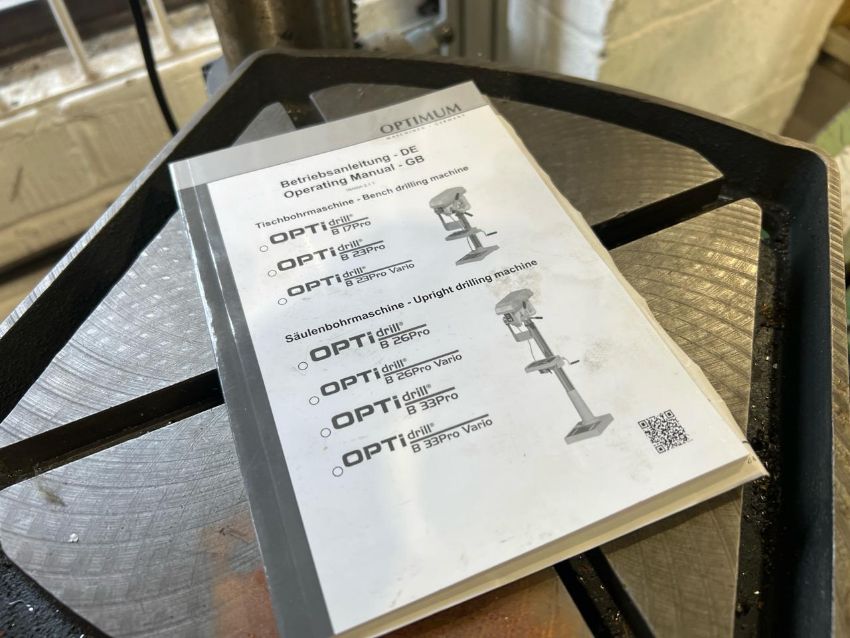 OPTIMUM
MASCHINEN - GERMANY
Betriebsanleitung - DE
Operating Manual - GB
Tischbohrmaschine - Bench drilling machine
OPTi drill®
B 17Pro
OPTi drill®
B 23Pro
OPTi drill®
B 23Pro Vario
Säulenbohrmaschine - Upright drilling machine
OPTi drill®
B 26Pro
OPTi drill®
B 26Pro Vario
OPTi drill®
B 33Pro
OPTi drill®
B 33Pro Vario